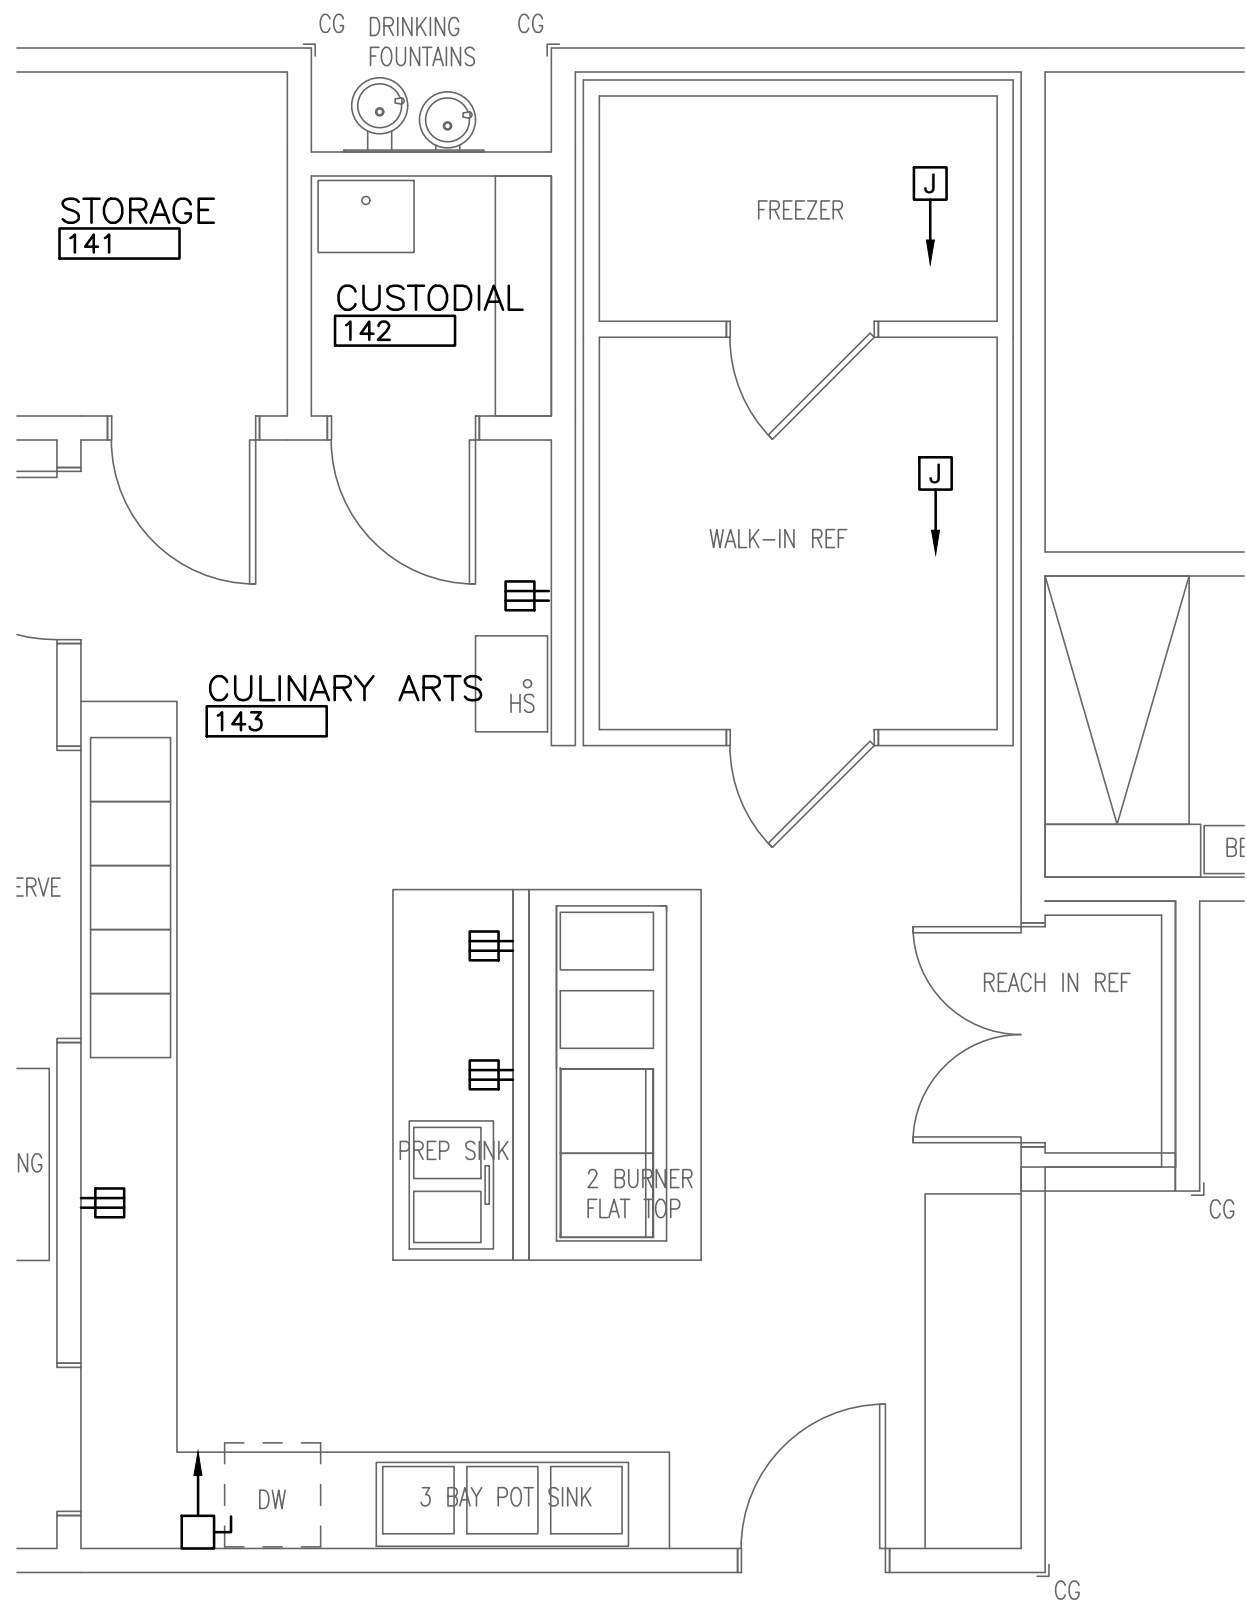 CG
DRINKING
FOUNTAINS
CG
STORAGE
141
CUSTODIAL
142
FREEZER
J
WALK-IN REF
J
CULINARY ARTS
143
HS
BE
ERVE
REACH IN REF
PREP SINK
NG
2 BURNER
FLAT TOP
CG
DW
3 BAY POT SINK
CG